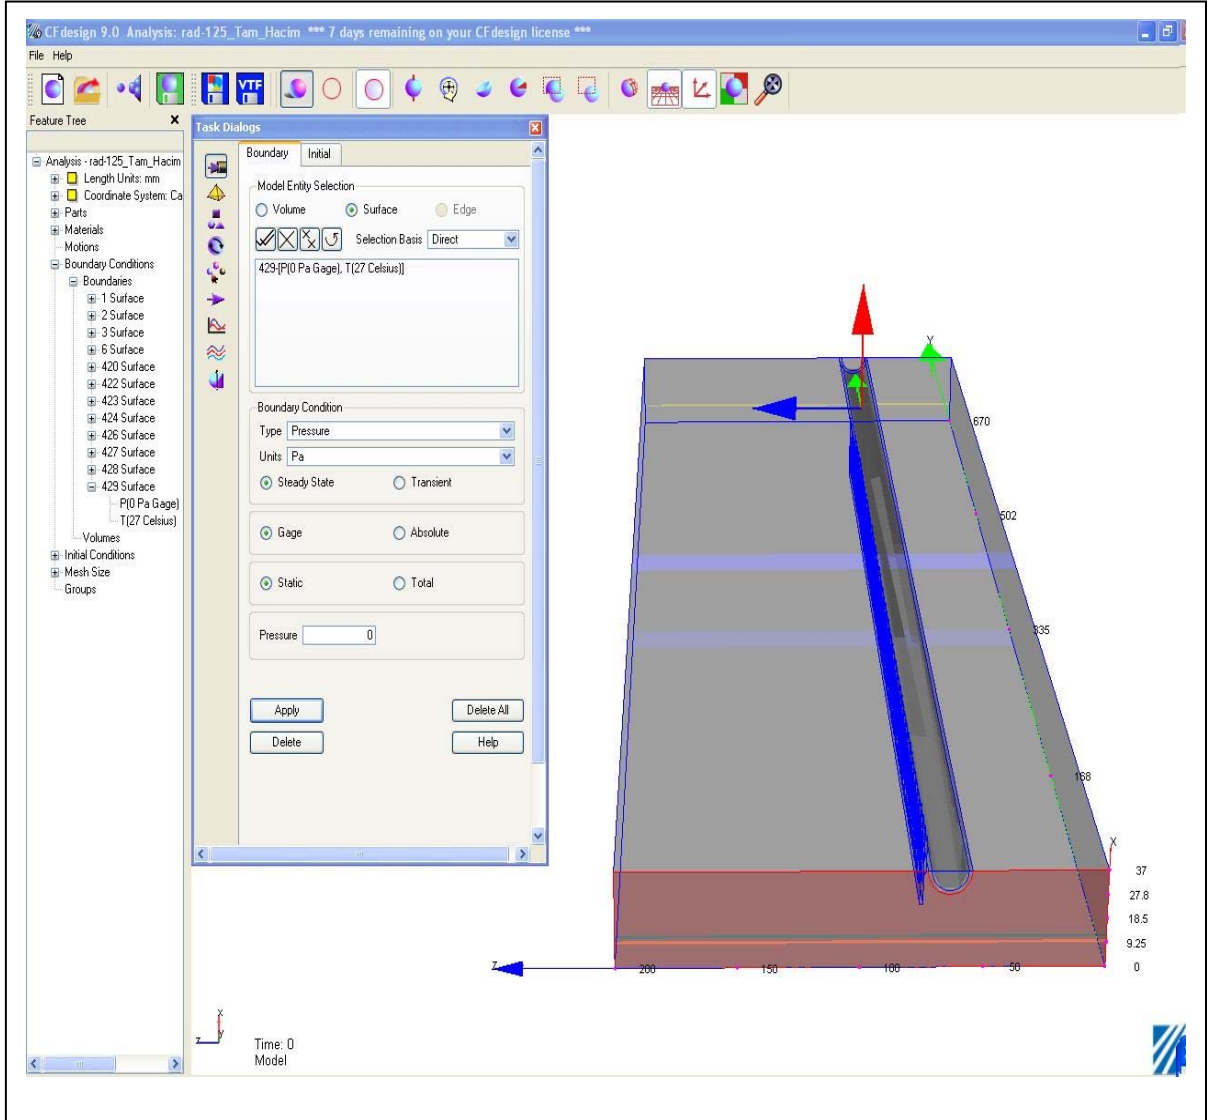 CFdesign 9.0 Analysis: rad-125_Tam_Hacim *** 7 days remaining on your CFdesign license ***
File Help
VTF
Feature Tree
Analysis - rad-125_Tam_Hacim
Length Units: mm
Coordinate System: Ca
Parts
Materials
Motions
Boundary Conditions
Boundaries
1 Surface
2 Surface
3 Surface
6 Surface
420 Surface
422 Surface
423 Surface
424 Surface
426 Surface
427 Surface
428 Surface
429 Surface
P(0 Pa Gage)
T(27 Celsius)
Volumes
Initial Conditions
Mesh Size
Groups
Task Dialogs
Boundary Initial
Model Entity Selection
Volume Surface Edge
Selection Basis Direct
429-[P(0 Pa Gage), T(27 Celsius)]
Boundary Condition
Type Pressure
Units Pa
Steady State Transient
Gage Absolute
Static Total
Pressure 0
Apply Delete All
Delete Help
Y
670
502
335
168
X
37
27.8
18.5
9.25
Z 200 150 100 50 0
x
z y
Time: 0
Model